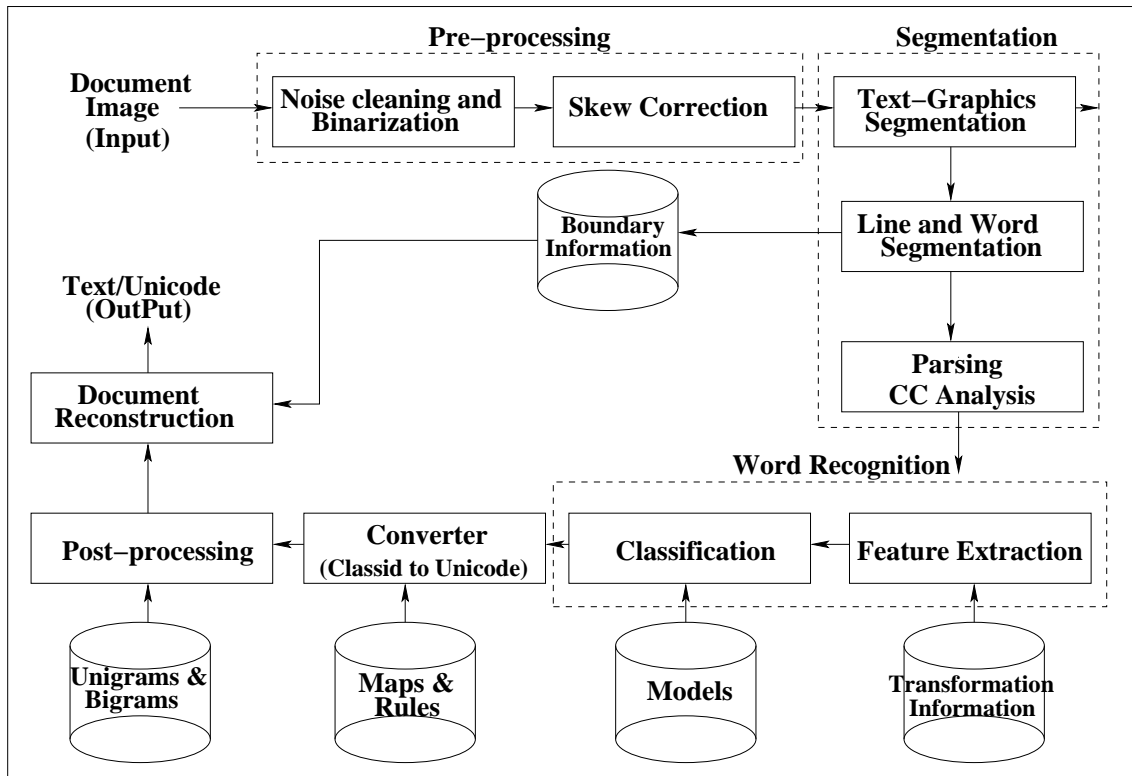 Pre-processing
Segmentation
Document
Image
(Input)
Noise cleaning and
Binarization
Skew Correction
Text-Graphics
Segmentation
Boundary
Information
Line and Word
Segmentation
Text/Unicode
(OutPut)
Parsing
CC Analysis
Document
Reconstruction
Word Recognition
Post-processing
Converter
(Classid to Unicode)
Classification
Feature Extraction
Unigrams &
Bigrams
Maps &
Rules
Models
Transformation
Information